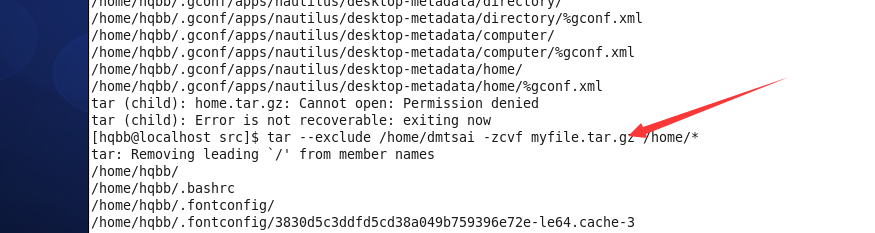 /home/hqbb/.gconf/apps/nautilus/desktop-metadata/directory/
/home/hqbb/.gconf/apps/nautilus/desktop-metadata/directory/%gconf.xml
/home/hqbb/.gconf/apps/nautilus/desktop-metadata/computer/
/home/hqbb/.gconf/apps/nautilus/desktop-metadata/computer/%gconf.xml
/home/hqbb/.gconf/apps/nautilus/desktop-metadata/home/
/home/hqbb/.gconf/apps/nautilus/desktop-metadata/home/%gconf.xml
tar (child): home.tar.gz: Cannot open: Permission denied
tar (child): Error is not recoverable: exiting now
[hqbb@localhost src]$ tar --exclude /home/dmtsai -zcvf myfile.tar.gz /home/*
tar: Removing leading `/' from member names
/home/hqbb/
/home/hqbb/.bashrc
/home/hqbb/.fontconfig/
/home/hqbb/.fontconfig/3830d5c3ddfd5cd38a049b759396e72e-le64.cache-3